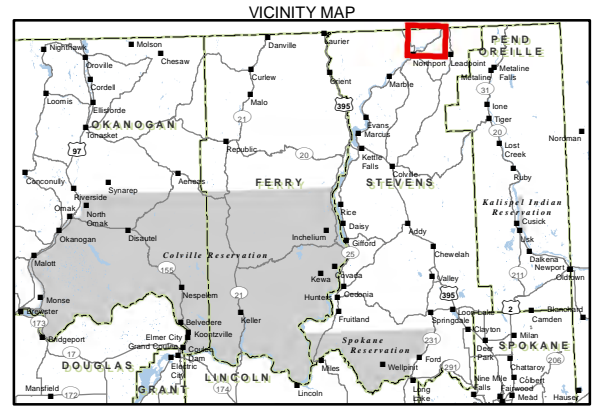 VICINITY MAP
Nighthawk
Molson
Danville
Laurier
PEND OREILLE
Oroville
Chesaw
Northport
Leadpoint
Curlew
Orient
Metaline
Metaline Falls
Cordell
Marble
Loomis
Malo
395
31
Ellisforde
Ione
OKANOGAN
21
Evans
Tiger
Tonasket
Marcus
20
97
Republic
Kettle Falls
Lost Creek
Nordman
20
Colville
Ruby
Conconully
Aeneas
FERRY
STEVENS
Synarep
Riverside
Kalispel Indian Reservation
Omak
North Omak
Rice
Cusick
Daisy
Addy
Usk
Okanogan
Disautel
Inchelium
Gifford
Dalkena
Colville Reservation
25
Chewelah
Newport
Malott
155
Covada
Valley
211
Oldtown
Kewa
Nespelem
Hunters
Cedonia
395
Monse
21
2
Blanchard
Brewster
Keller
Fruitland
Springdale
Loon Lake
Camden
173
Belvedere
Clayton
Bridgeport
Elmer City
Koontzville
Spokane Reservation
231
Milan
Grand Coulee
Coulee Dam
Deer Park
SPOKANE
17
Electric City
Miles
Ford
Chattaroy
206
DOUGLAS
Wellpinit
291
Colbert
LINCOLN
Nine Mile Falls
Fairwood
Mansfield
172
GRANT
174
Lincoln
Long Lake
Mead
Hauser